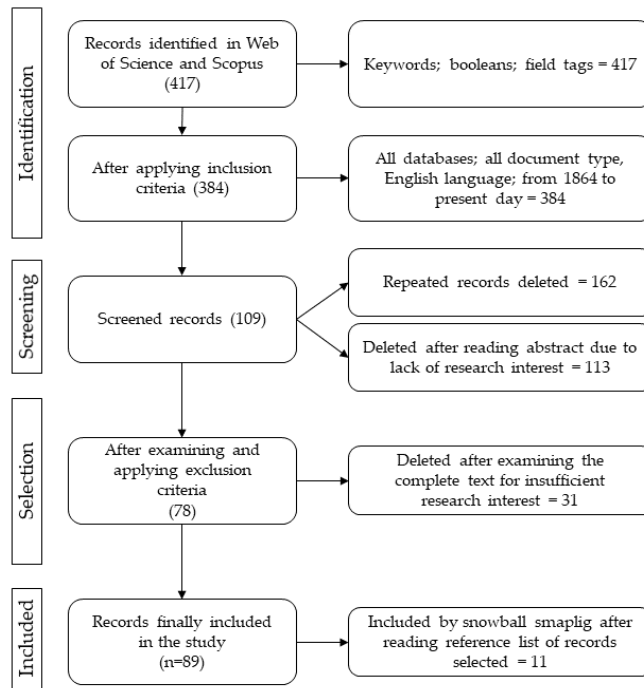 Identification
Records identified in Web
of Science and Scopus
(417)
Keywords; booleans; field tags = 417
After applying inclusion
criteria (384)
All databases; all document type,
English language; from 1864 to
present day = 384
Screening
Screened records (109)
Repeated records deleted = 162
Deleted after reading abstract due to
lack of research interest = 113
Selection
After examining and
applying exclusion
criteria
(78)
Deleted after examining the
complete text for insufficient
research interest = 31
Included
Records finally included
in the study
(n=89)
Included by snowball smaplig after
reading reference list of records
selected = 11